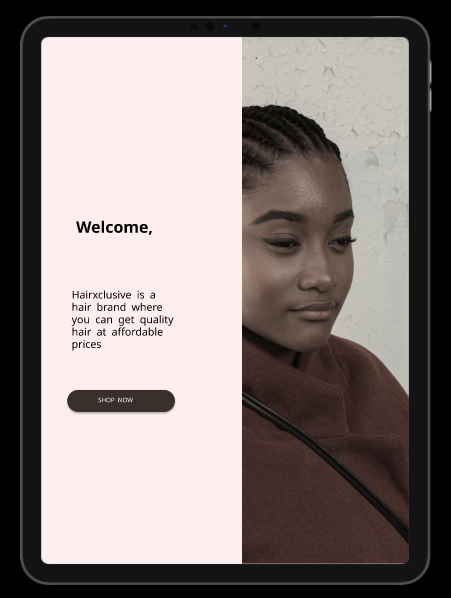 Welcome,
Hairxclusive is a
hair brand where
you can get quality
hair at affordable
prices
SHOP NOW